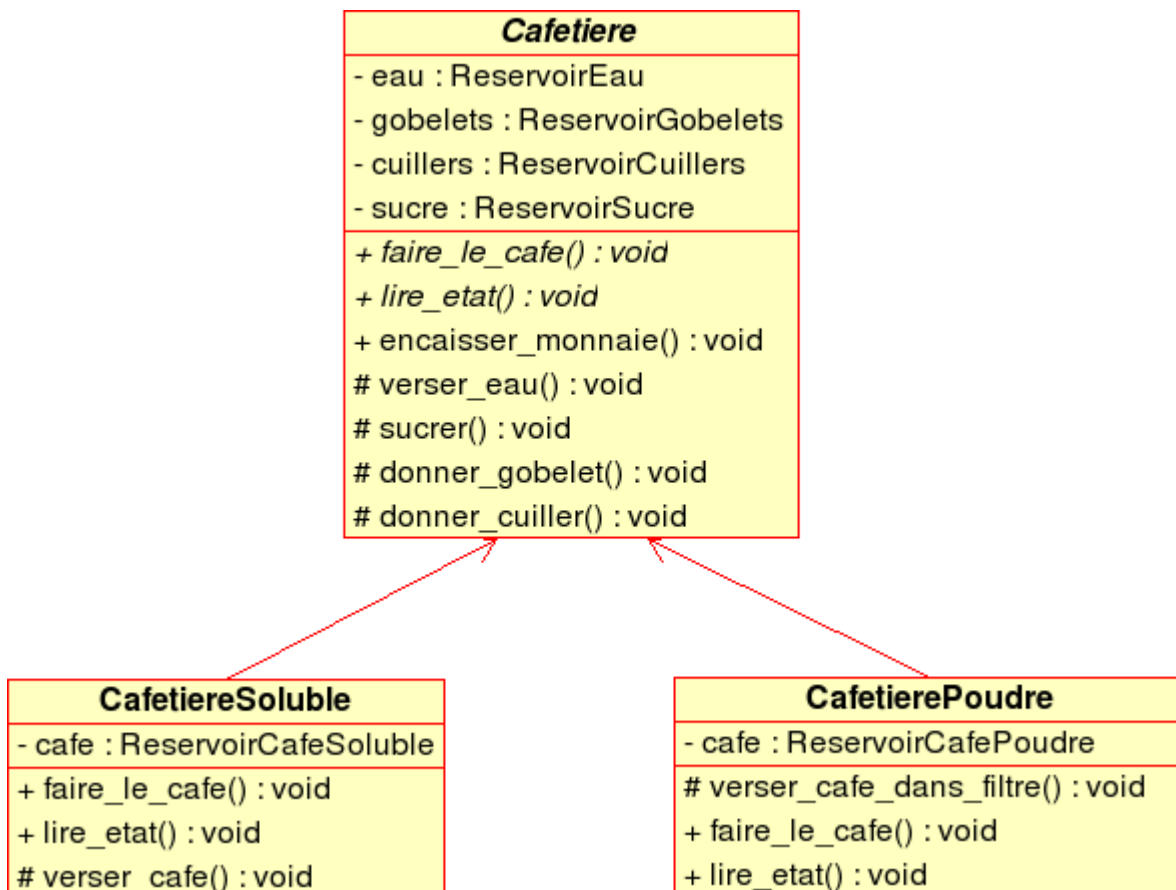 Cafetiere
- eau : ReservoirEau
- gobelets : ReservoirGobelets
- cuillers : ReservoirCuillers
- sucre : ReservoirSucre
+ faire_le_cafe() : void
+ lire_etat() : void
+ encaisser_monnaie() : void
# verser_eau() : void
# sucrer() : void
# donner_gobelet() : void
# donner_cuiller() : void
CafetiereSoluble
- cafe : ReservoirCafeSoluble
+ faire_le_cafe() : void
+ lire_etat() : void
# verser_cafe() : void
CafetierePoudre
- cafe : ReservoirCafePoudre
# verser_cafe_dans_filtre() : void
+ faire_le_cafe() : void
+ lire_etat() : void